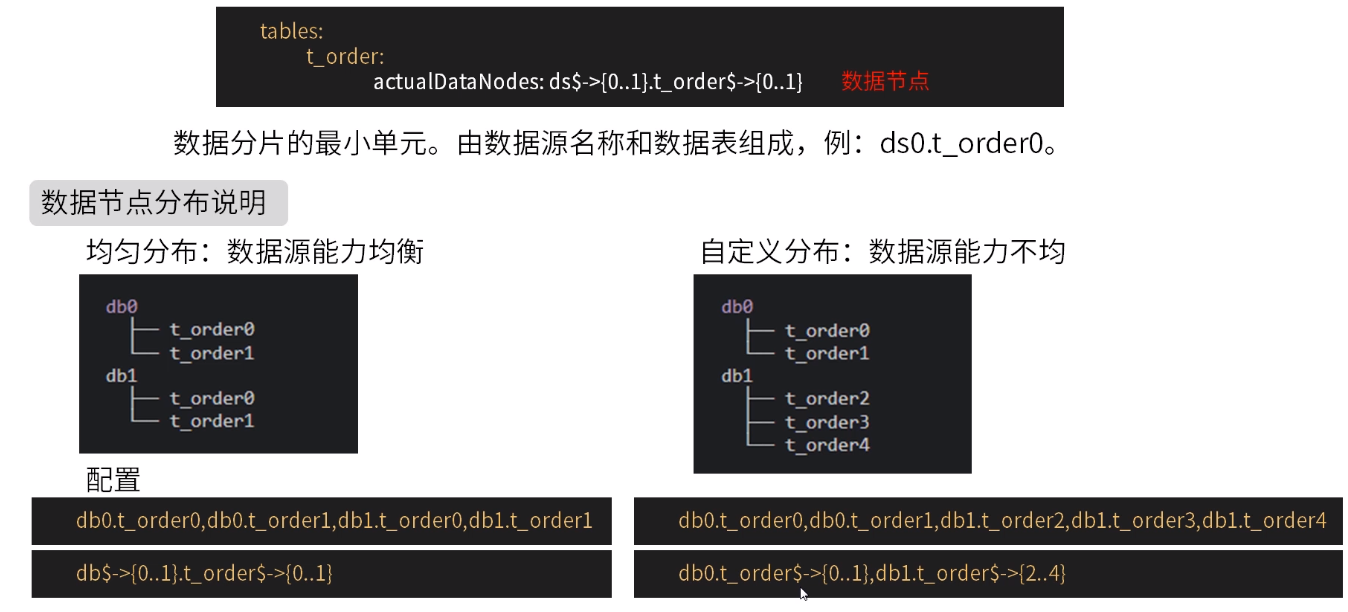 tables:
t_order:
actualDataNodes: ds$->{0..1}.t_order$->{0..1} 数据节点
数据分片的最小单元。由数据源名称和数据表组成，例：ds0.t_order0。
数据节点分布说明
均匀分布：数据源能力均衡
db0
t_order0
t_order1
db1
t_order0
t_order1
配置
db0.t_order0,db0.t_order1,db1.t_order0,db1.t_order1
db$->{0..1}.t_order$->{0..1}
自定义分布：数据源能力不均
db0
t_order0
t_order1
db1
t_order2
t_order3
t_order4
db0.t_order0,db0.t_order1,db1.t_order2,db1.t_order3,db1.t_order4
db0.t_order$->{0..1},db1.t_order$->{2..4}